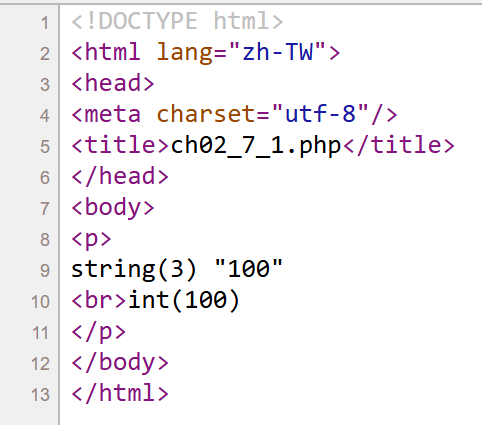 1 <!DOCTYPE html>
2 <html lang="zh-TW">
3 <head>
4 <meta charset="utf-8"/>
5 <title>ch02_7_1.php</title>
6 </head>
7 <body>
8 <p>
9 string(3) "100"
10 <br>int(100)
11 </p>
12 </body>
13 </html>